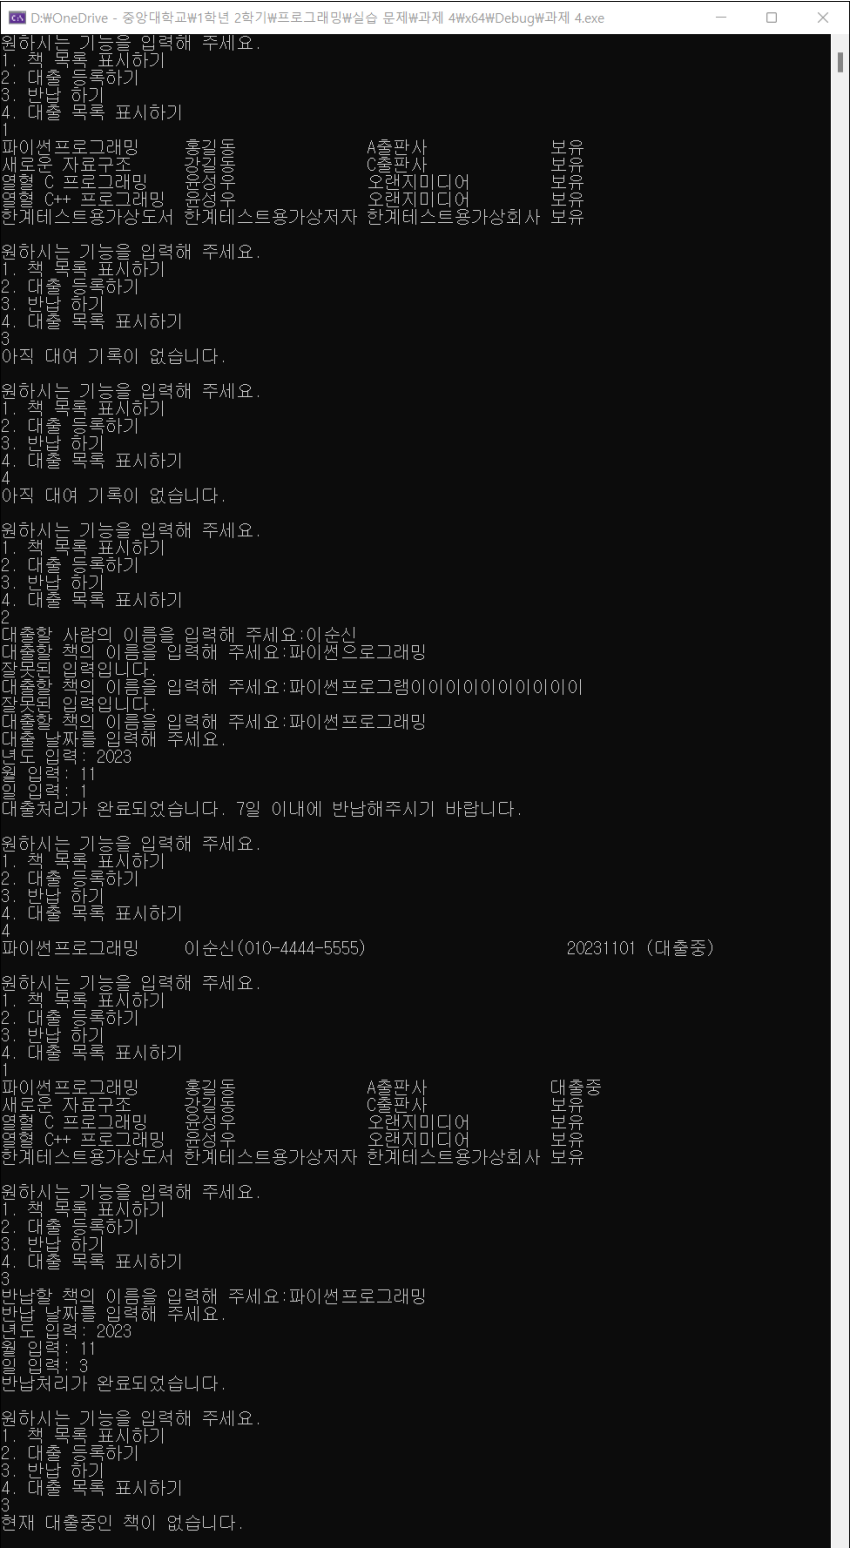 D:￦OneDrive - 중앙대학교￦1학년 2학기￦프로그래밍￦실습 문제￦과제 4￦x64￦Debug￦과제 4.exe
원하시는 기능을 입력해 주세요.
1. 책 목록 표시하기
2. 대출 등록하기
3. 반납 하기
4. 대출 목록 표시하기
1
파이썬프로그래밍 홍길동 A출판사 보유
새로운 자료구조 강길동 C출판사 보유
열혈 C 프로그래밍 윤성우 오랜지미디어 보유
열혈 C++ 프로그래밍 윤성우 오랜지미디어 보유
한계테스트용가상도서 한계테스트용가상저자 한계테스트용가상회사 보유
원하시는 기능을 입력해 주세요.
1. 책 목록 표시하기
2. 대출 등록하기
3. 반납 하기
4. 대출 목록 표시하기
3
아직 대여 기록이 없습니다.
원하시는 기능을 입력해 주세요.
1. 책 목록 표시하기
2. 대출 등록하기
3. 반납 하기
4. 대출 목록 표시하기
4
아직 대여 기록이 없습니다.
원하시는 기능을 입력해 주세요.
1. 책 목록 표시하기
2. 대출 등록하기
3. 반납 하기
4. 대출 목록 표시하기
2
대출할 사람의 이름을 입력해 주세요:이순신
대출할 책의 이름을 입력해 주세요:파이썬으로그래밍
잘못된 입력입니다.
대출할 책의 이름을 입력해 주세요:파이썬프로그램이이이이이이이이이이
잘못된 입력입니다.
대출할 책의 이름을 입력해 주세요:파이썬프로그래밍
대출 날짜를 입력해 주세요.
년도 입력: 2023
월 입력: 11
일 입력: 1
대출처리가 완료되었습니다. 7일 이내에 반납해주시기 바랍니다.
원하시는 기능을 입력해 주세요.
1. 책 목록 표시하기
2. 대출 등록하기
3. 반납 하기
4. 대출 목록 표시하기
4
파이썬프로그래밍 이순신(010-4444-5555) 20231101 (대출중)
원하시는 기능을 입력해 주세요.
1. 책 목록 표시하기
2. 대출 등록하기
3. 반납 하기
4. 대출 목록 표시하기
1
파이썬프로그래밍 홍길동 A출판사 대출중
새로운 자료구조 강길동 C출판사 보유
열혈 C 프로그래밍 윤성우 오랜지미디어 보유
열혈 C++ 프로그래밍 윤성우 오랜지미디어 보유
한계테스트용가상도서 한계테스트용가상저자 한계테스트용가상회사 보유
원하시는 기능을 입력해 주세요.
1. 책 목록 표시하기
2. 대출 등록하기
3. 반납 하기
4. 대출 목록 표시하기
3
반납할 책의 이름을 입력해 주세요:파이썬프로그래밍
반납 날짜를 입력해 주세요.
년도 입력: 2023
월 입력: 11
일 입력: 3
반납처리가 완료되었습니다.
원하시는 기능을 입력해 주세요.
1. 책 목록 표시하기
2. 대출 등록하기
3. 반납 하기
4. 대출 목록 표시하기
3
현재 대출중인 책이 없습니다.